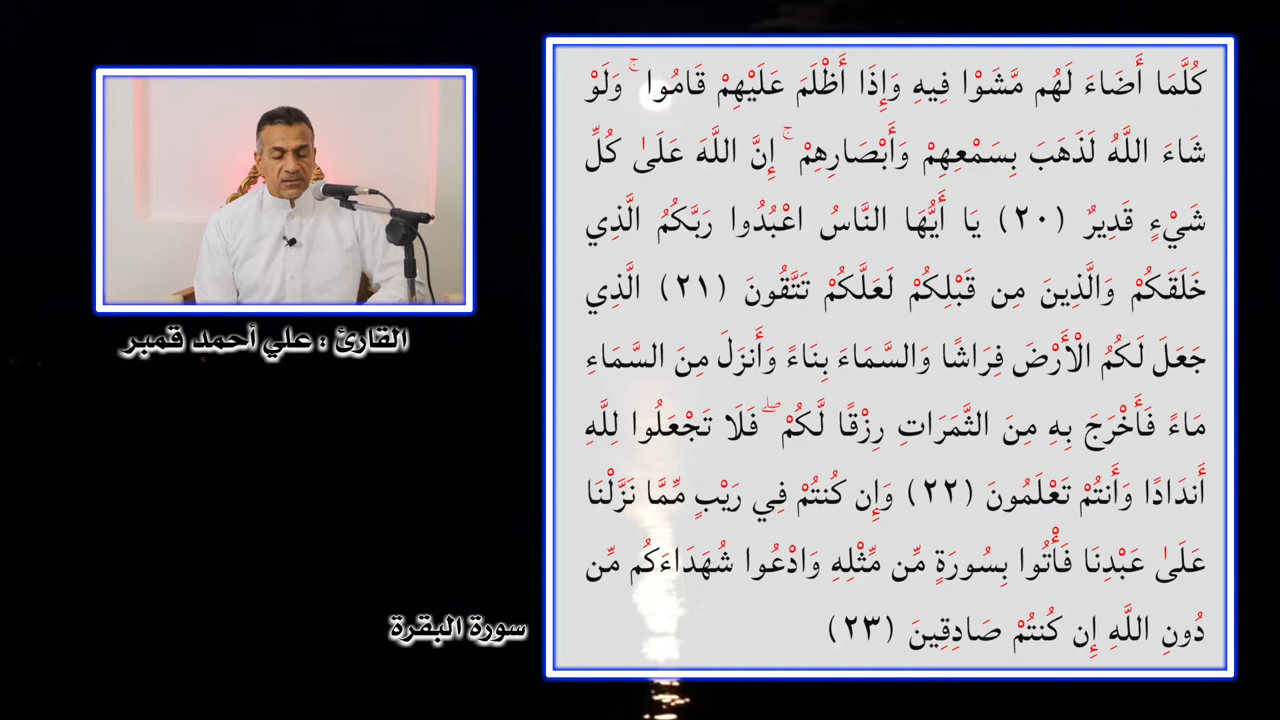 كُلَّمَا أَضَاءَ لَهُم مَّشَوْا فِيهِ وَإِذَا أَظْلَمَ عَلَيْهِمْ قَامُوا ۚ وَلَوْ
شَاءَ اللَّهُ لَذَهَبَ بِسَمْعِهِمْ وَأَبْصَارِهِمْ ۚ إِنَّ اللَّهَ عَلَىٰ كُلِّ
شَيْءٍ قَدِيرٌ (٢٠) يَا أَيُّهَا النَّاسُ اعْبُدُوا رَبَّكُمُ الَّذِي
خَلَقَكُمْ وَالَّذِينَ مِن قَبْلِكُمْ لَعَلَّكُمْ تَتَّقُونَ (٢١) الَّذِي
جَعَلَ لَكُمُ الْأَرْضَ فِرَاشًا وَالسَّمَاءَ بِنَاءً وَأَنزَلَ مِنَ السَّمَاءِ
مَاءً فَأَخْرَجَ بِهِ مِنَ الثَّمَرَاتِ رِزْقًا لَّكُمْ ۖ فَلَا تَجْعَلُوا لِلَّهِ
أَندَادًا وَأَنتُمْ تَعْلَمُونَ (٢٢) وَإِن كُنتُمْ فِي رَيْبٍ مِّمَّا نَزَّلْنَا
عَلَىٰ عَبْدِنَا فَأْتُوا بِسُورَةٍ مِّن مِّثْلِهِ وَادْعُوا شُهَدَاءَكُم مِّن
دُونِ اللَّهِ إِن كُنتُمْ صَادِقِينَ (٢٣)
القارئ : علي أحمد قمبر
سورة البقرة